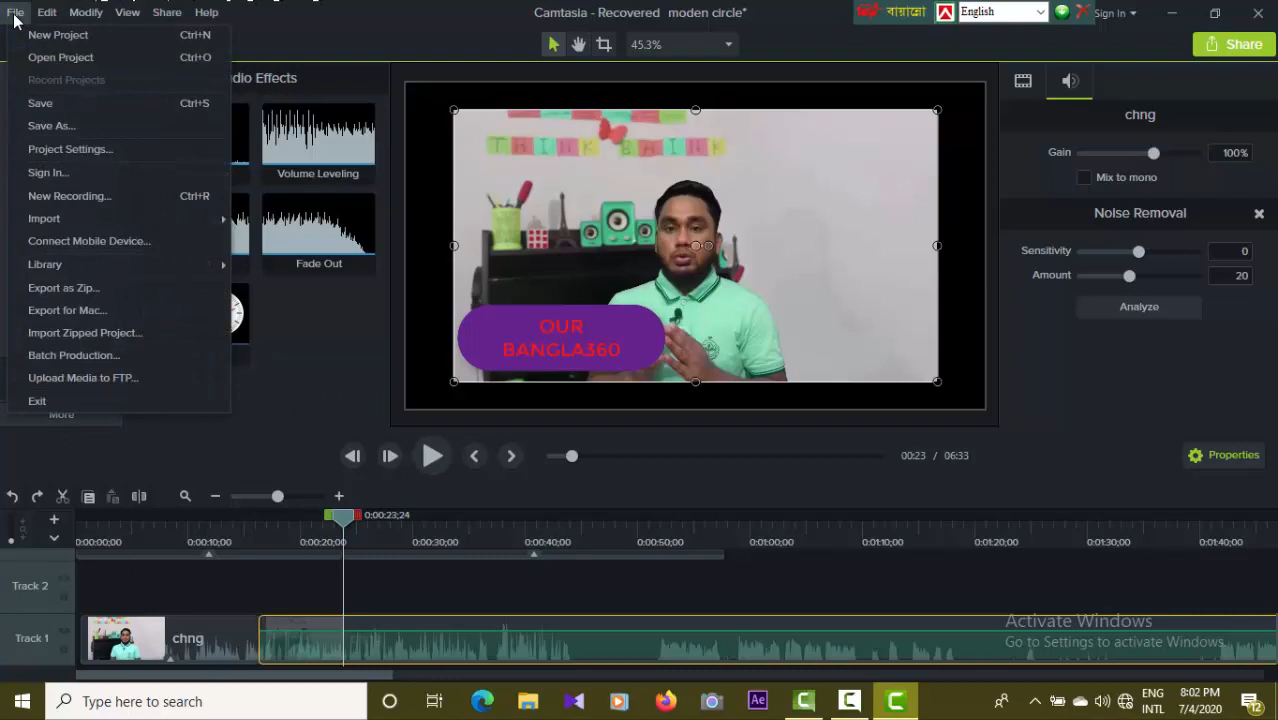 File Edit Modify View Share Help
Camtasia - Recovered moden circle*
বায়ান্নো English
Sign In
New Project Ctrl+N
Open Project Ctrl+O
Recent Projects
Save Ctrl+S
Save As...
Project Settings...
Sign In...
New Recording... Ctrl+R
Import
Connect Mobile Device...
Library
Export as Zip...
Export for Mac...
Import Zipped Project...
Batch Production...
Upload Media to FTP...
Exit
More
45.3%
Share
dio Effects
Volume Leveling
Fade Out
THINK
OUR
BANGLA360
chng
Gain 100%
Mix to mono
Noise Removal
Sensitivity 0
Amount 20
Analyze
00:23 / 06:33
Properties
0:00:23;24
0:00:00;00 0:00:10;00 0:00:20;00 0:00:30;00 0:00:40;00 0:00:50;00 0:01:00;00 0:01:10;00 0:01:20;00 0:01:30;00 0:01:40;00
Track 2
Track 1
chng
Activate Windows
Go to Settings to activate Windows.
Type here to search
Ae
ENG
INTL
8:02 PM
7/4/2020
12